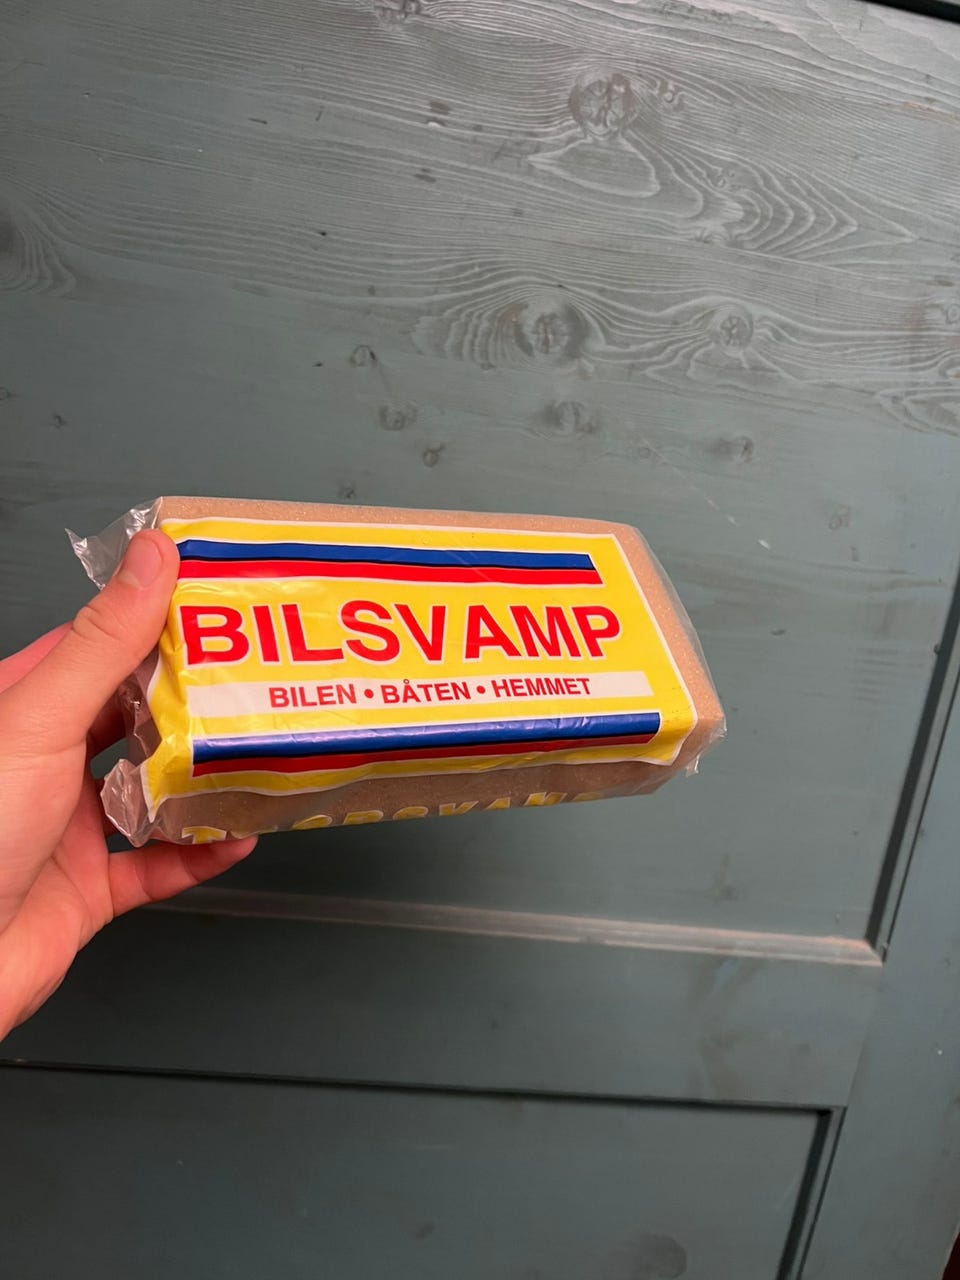 BILSVAMP
BILEN • BÅTEN • HEMMET